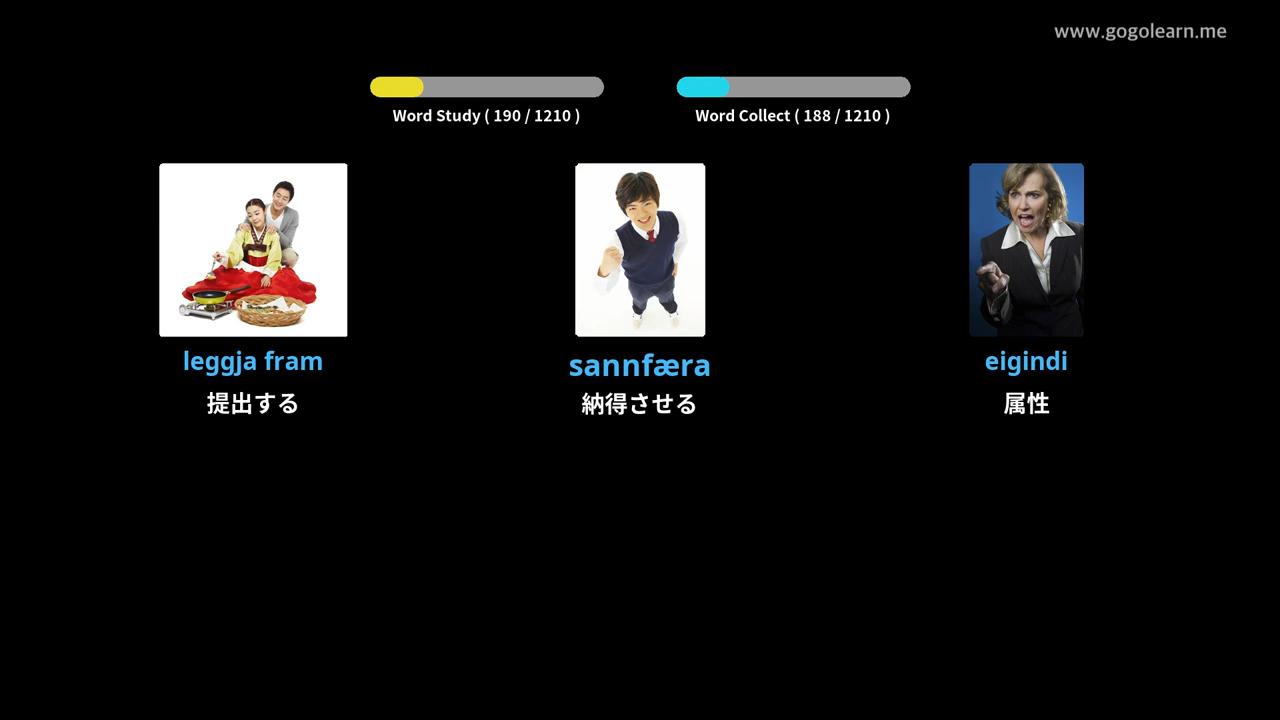 www.gogolearn.me
Word Study ( 190 / 1210 )
Word Collect ( 188 / 1210 )
leggja fram
提出する
sannfæra
納得させる
eigindi
属性